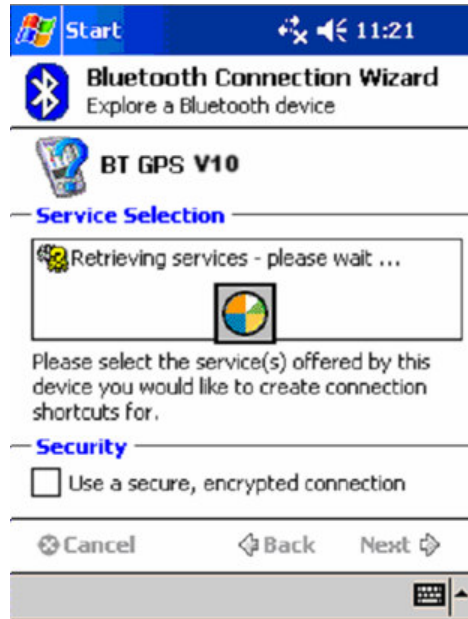 Start 11:21
Bluetooth Connection Wizard
Explore a Bluetooth device
BT GPS V10
Service Selection
Retrieving services - please wait ...
Please select the service(s) offered by this
device you would like to create connection
shortcuts for.
Security
Use a secure, encrypted connection
Cancel Back Next